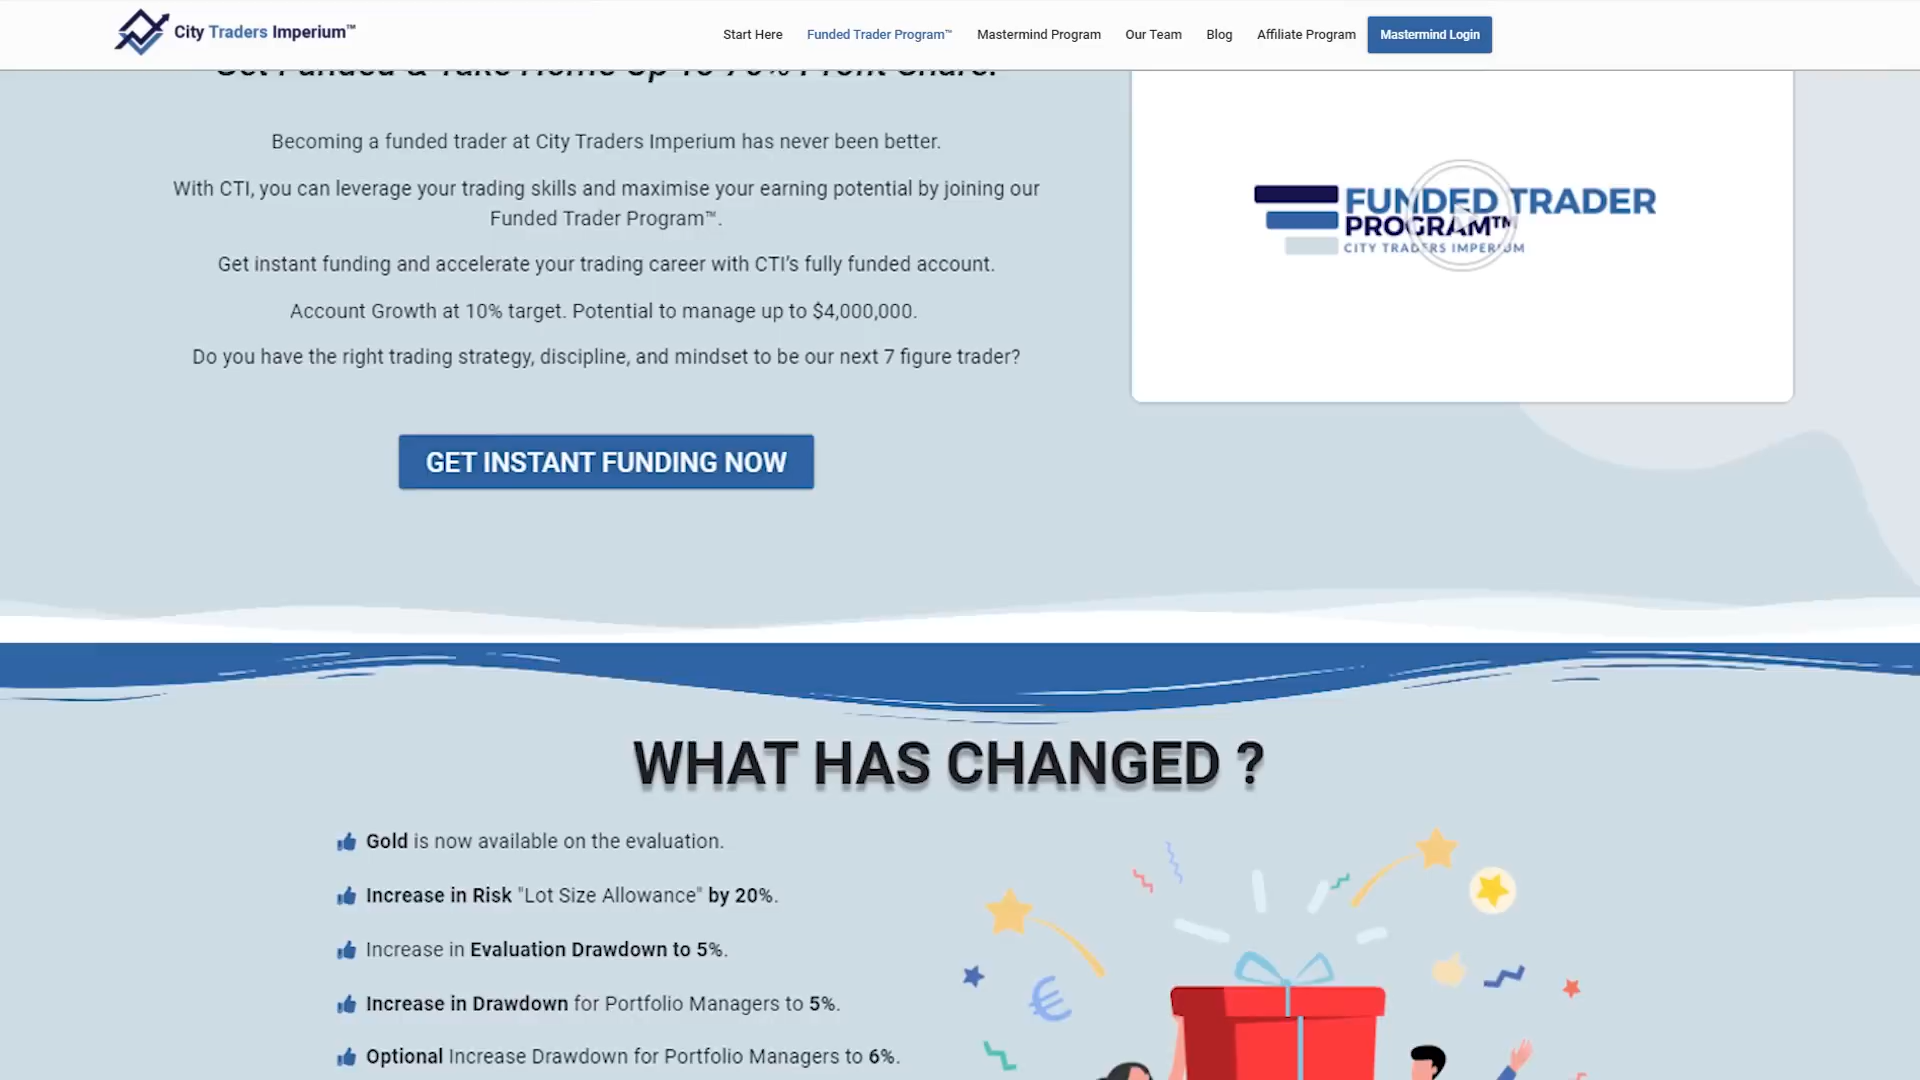 City Traders Imperium™
Start Here
Funded Trader Program™
Mastermind Program
Our Team
Blog
Affiliate Program
Mastermind Login
Get Funded & Take Home Up To 70% Profit Share!
Becoming a funded trader at City Traders Imperium has never been better.
With CTI, you can leverage your trading skills and maximise your earning potential by joining our
Funded Trader Program™.
Get instant funding and accelerate your trading career with CTI's fully funded account.
Account Growth at 10% target. Potential to manage up to $4,000,000.
Do you have the right trading strategy, discipline, and mindset to be our next 7 figure trader?
GET INSTANT FUNDING NOW
FUNDED TRADER
PROGRAM™
CITY TRADERS IMPERIUM
WHAT HAS CHANGED ?
Gold is now available on the evaluation.
Increase in Risk "Lot Size Allowance" by 20%.
Increase in Evaluation Drawdown to 5%.
Increase in Drawdown for Portfolio Managers to 5%.
Optional Increase Drawdown for Portfolio Managers to 6%.